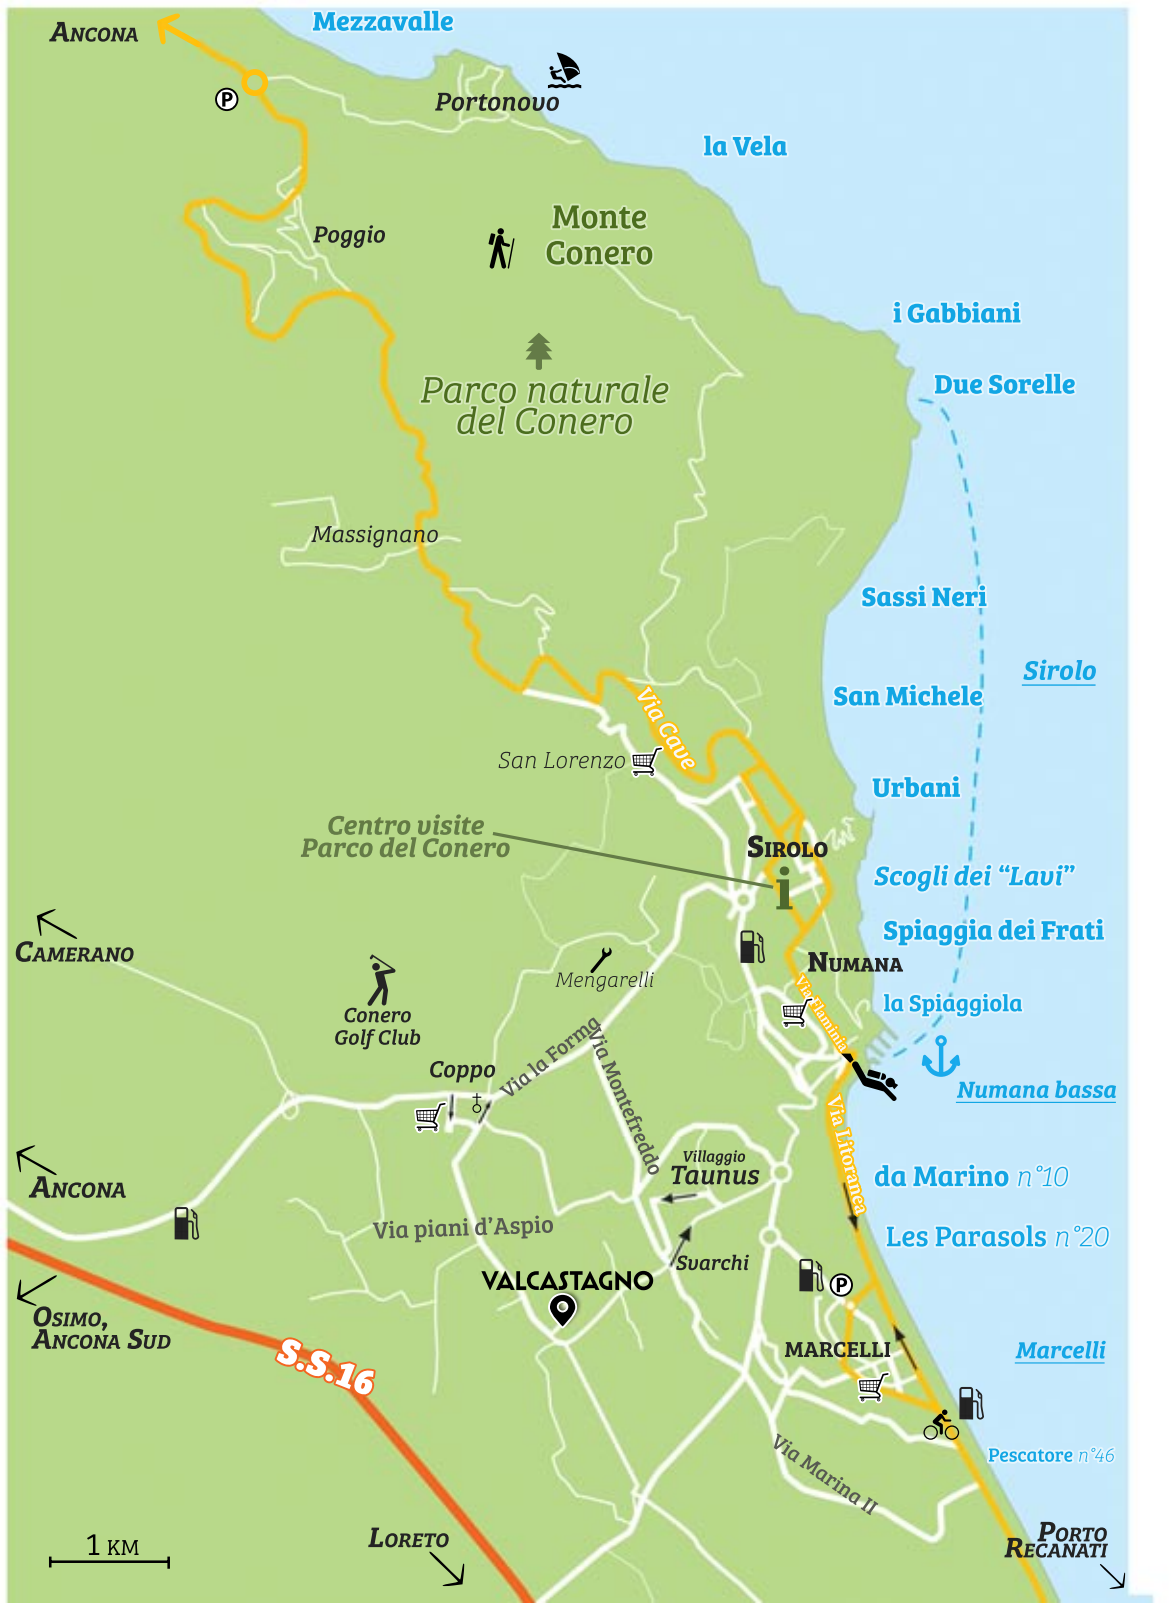 Mezzavalle
ANCONA
P
Portonovo
la Vela
Monte
Conero
Poggio
i Gabbiani
Due Sorelle
Parco naturale
del Conero
Massignano
Sassi Neri
Sirolo
San Michele
Via Cave
San Lorenzo
Urbani
Centro visite
Parco del Conero
SIROLO
i
Scogli dei “Lavi”
Spiaggia dei Frati
CAMERANO
NUMANA
Mengarelli
Via Flaminia
la Spiaggiola
Conero
Golf Club
Coppo
Via la Forma
Via Montefreddo
Numana bassa
Via Litoranea
Villaggio
Taunus
da Marino n°10
ANCONA
Via piani d’Aspio
Les Parasols n°20
Svarchi
VALCASTAGNO
P
OSIMO,
ANCONA SUD
S.S.16
MARCELLI
Marcelli
Via Marina II
Pescatore n°46
LORETO
1 KM
PORTO
RECANATI